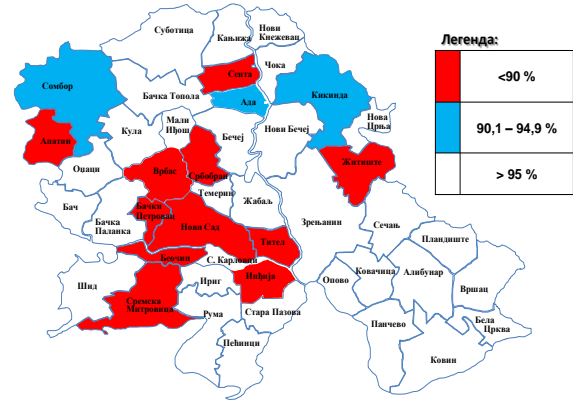 Легенда:
<90 %
90,1 – 94,9 %
> 95 %
Суботица
Кањижа
Нови
Кнежевац
Сомбор
Сента
Чока
Бачка Топола
Ада
Кикинда
Апатин
Кула
Мали
Иђош
Бечеј
Нови Бечеј
Нова
Црња
Оџаци
Врбас
Србобран
Житиште
Бач
Бачка
Паланка
Бачки
Петровац
Темерин
Жабаљ
Зрењанин
Нови Сад
Тител
Сечањ
Пландиште
Беочин
С. Карловци
Инђија
Опово
Ковачица
Алибунар
Вршац
Шид
Сремска
Митровица
Ириг
Рума
Стара Пазова
Панчево
Бела
Црква
Пећинци
Ковин